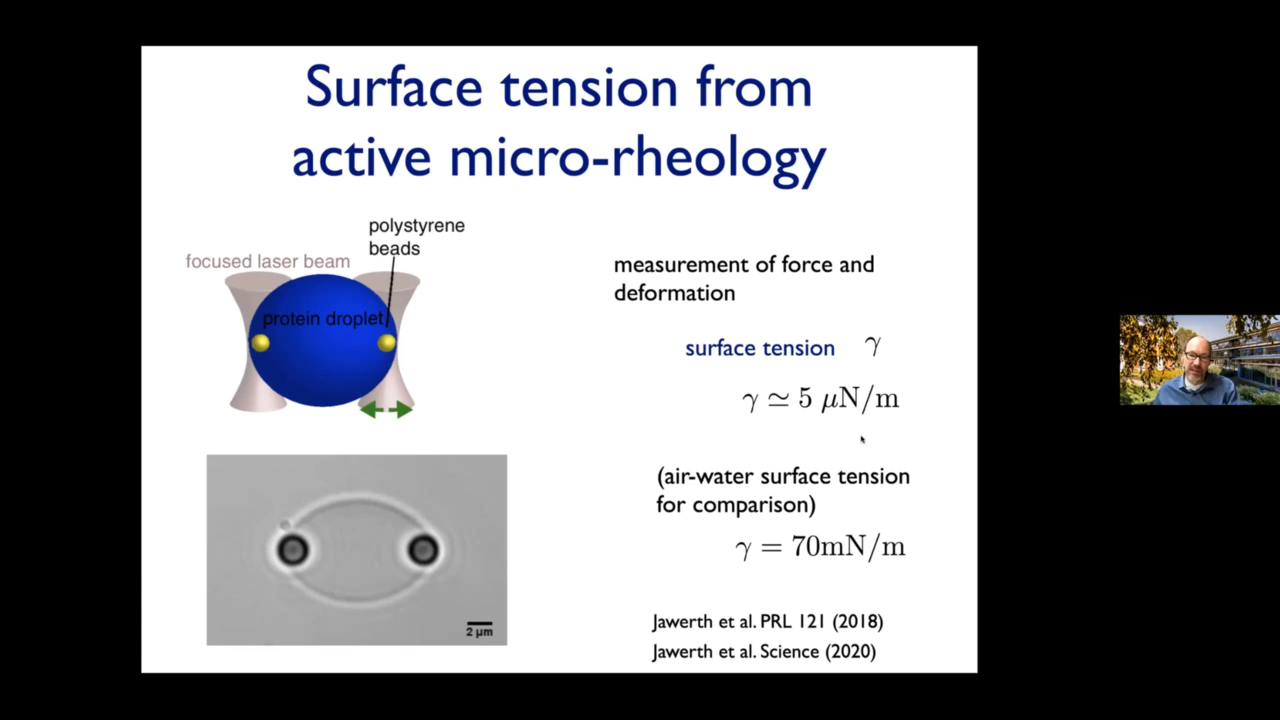 Surface tension from
active micro-rheology
polystyrene
beads
focused laser beam
protein droplet
2 μm
measurement of force and
deformation
surface tension γ
γ ≃ 5 μN/m
(air-water surface tension
for comparison)
γ = 70mN/m
Jawerth et al. PRL 121 (2018)
Jawerth et al. Science (2020)